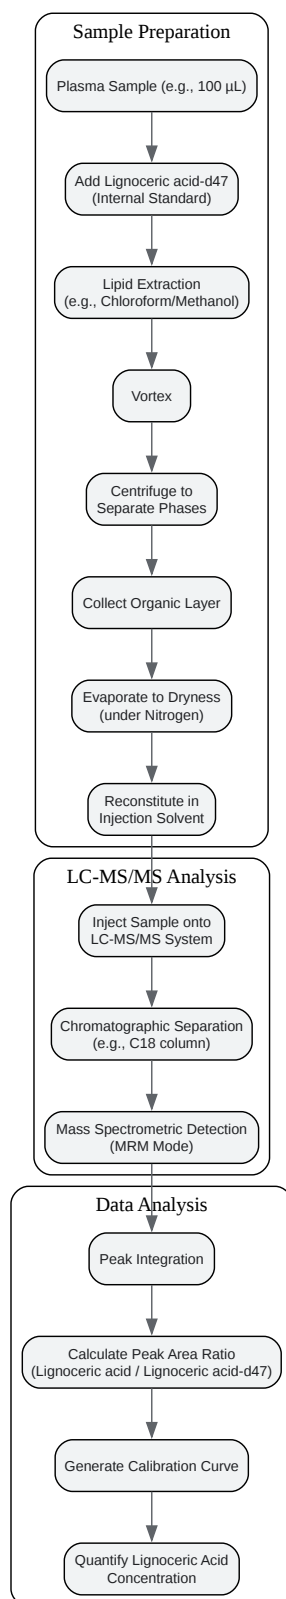 Sample Preparation
Plasma Sample (e.g., 100 µL)
Add Lignoceric acid-d47
(Internal Standard)
Lipid Extraction
(e.g., Chloroform/Methanol)
Vortex
Centrifuge to
Separate Phases
Collect Organic Layer
Evaporate to Dryness
(under Nitrogen)
Reconstitute in
Injection Solvent
LC-MS/MS Analysis
Inject Sample onto
LC-MS/MS System
Chromatographic Separation
(e.g., C18 column)
Mass Spectrometric Detection
(MRM Mode)
Data Analysis
Peak Integration
Calculate Peak Area Ratio
(Lignoceric acid / Lignoceric acid-d47)
Generate Calibration Curve
Quantify Lignoceric Acid
Concentration